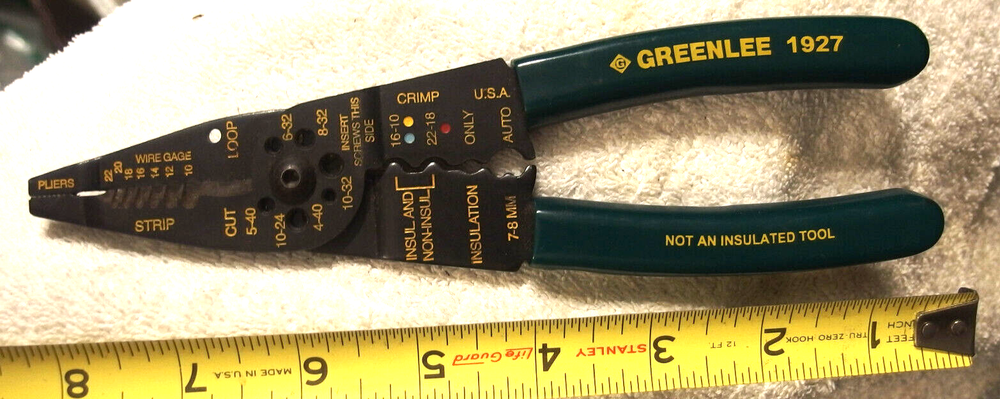 GREENLEE 1927
NOT AN INSULATED TOOL
PLIERS
WIRE GAGE
22 20 18 16 14 12 10
STRIP
LOOP
CUT
6-32
8-32
INSERT
SCREWS THIS
SIDE
5-40
10-24
4-40
10-32
CRIMP
U.S.A.
16-10
22-18
ONLY
AUTO
INSUL AND
NON-INSUL
INSULATION
7-8 MM
8 7 6 5 4 3 2 1
MADE IN U.S.A.
LifeGuard
STANLEY
12 FT
TRU-ZERO HOOK
FEET
INCH